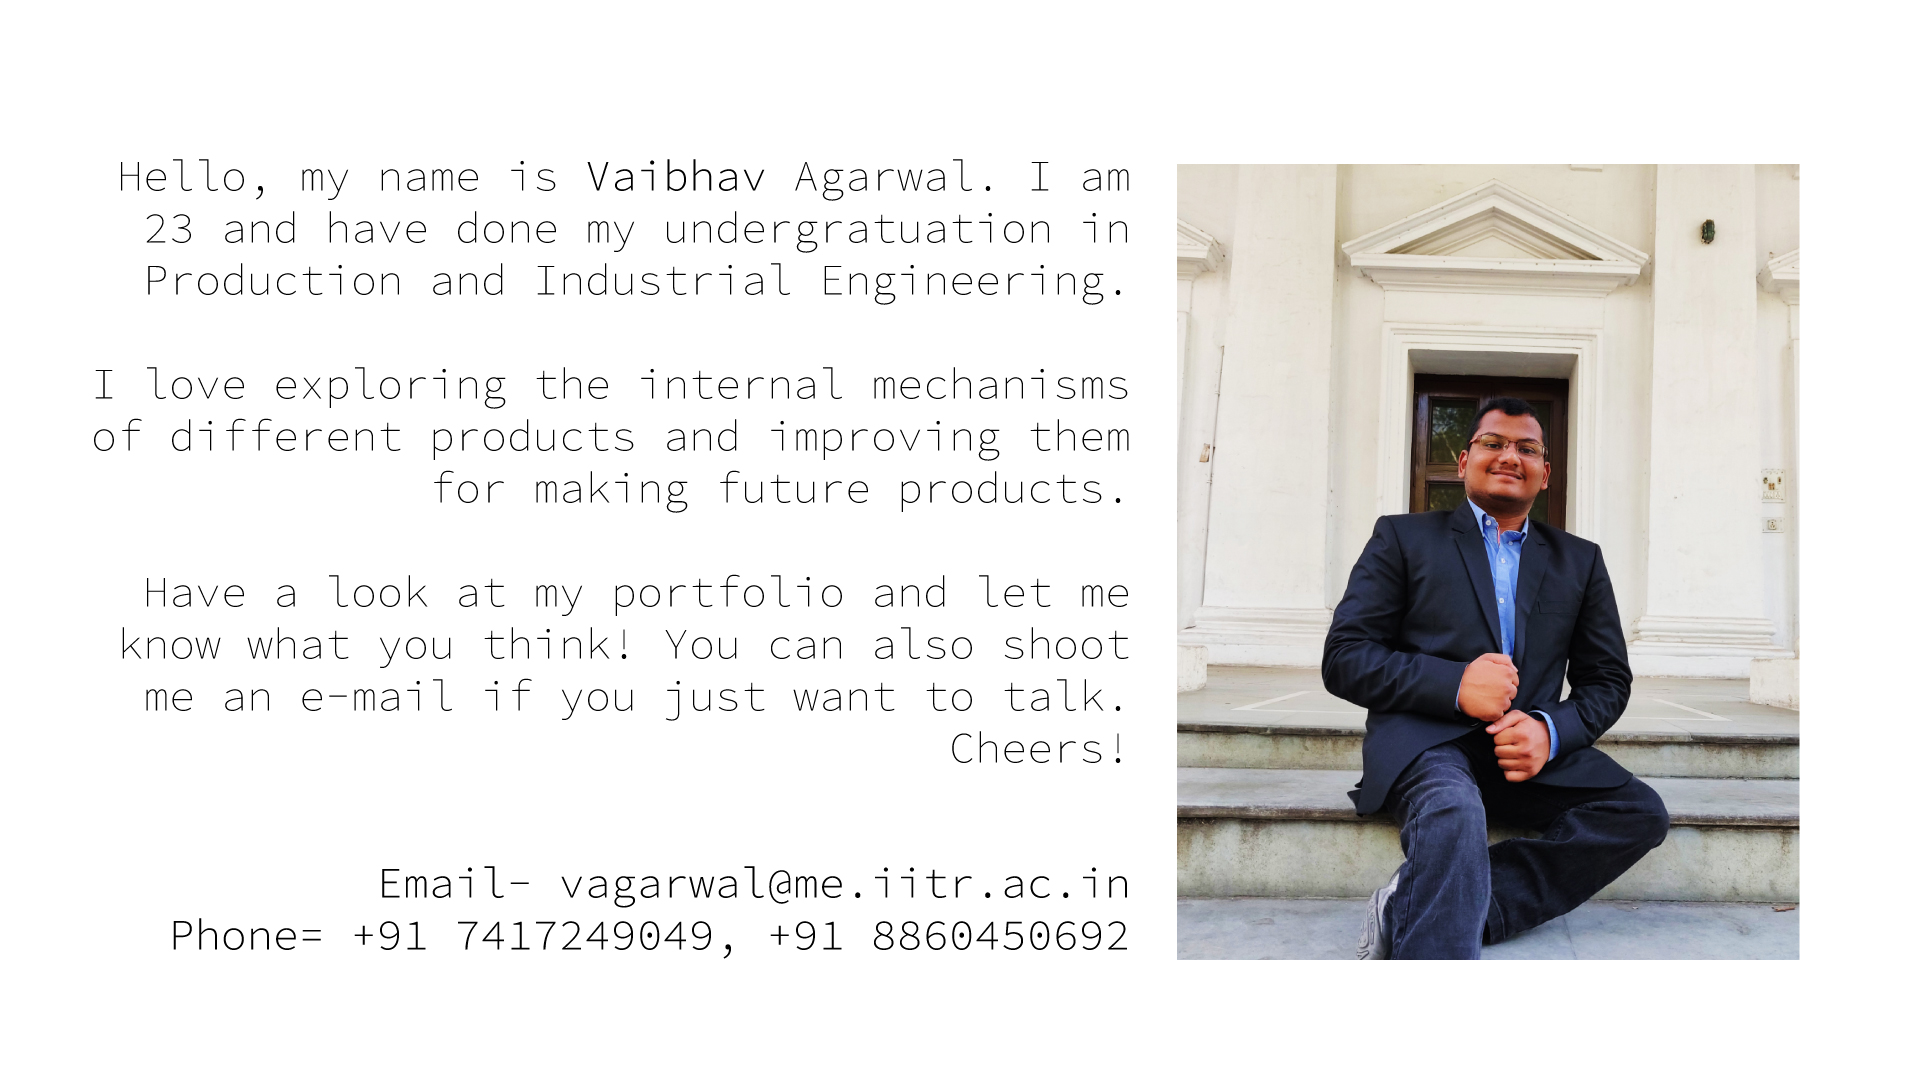 Hello, my name is Vaibhav Agarwal. I am
23 and have done my undergratuation in
Production and Industrial Engineering.
I love exploring the internal mechanisms
of different products and improving them
for making future products.
Have a look at my portfolio and let me
know what you think! You can also shoot
me an e-mail if you just want to talk.
Cheers!
Email- vagarwal@me.iitr.ac.in
Phone= +91 7417249049, +91 8860450692